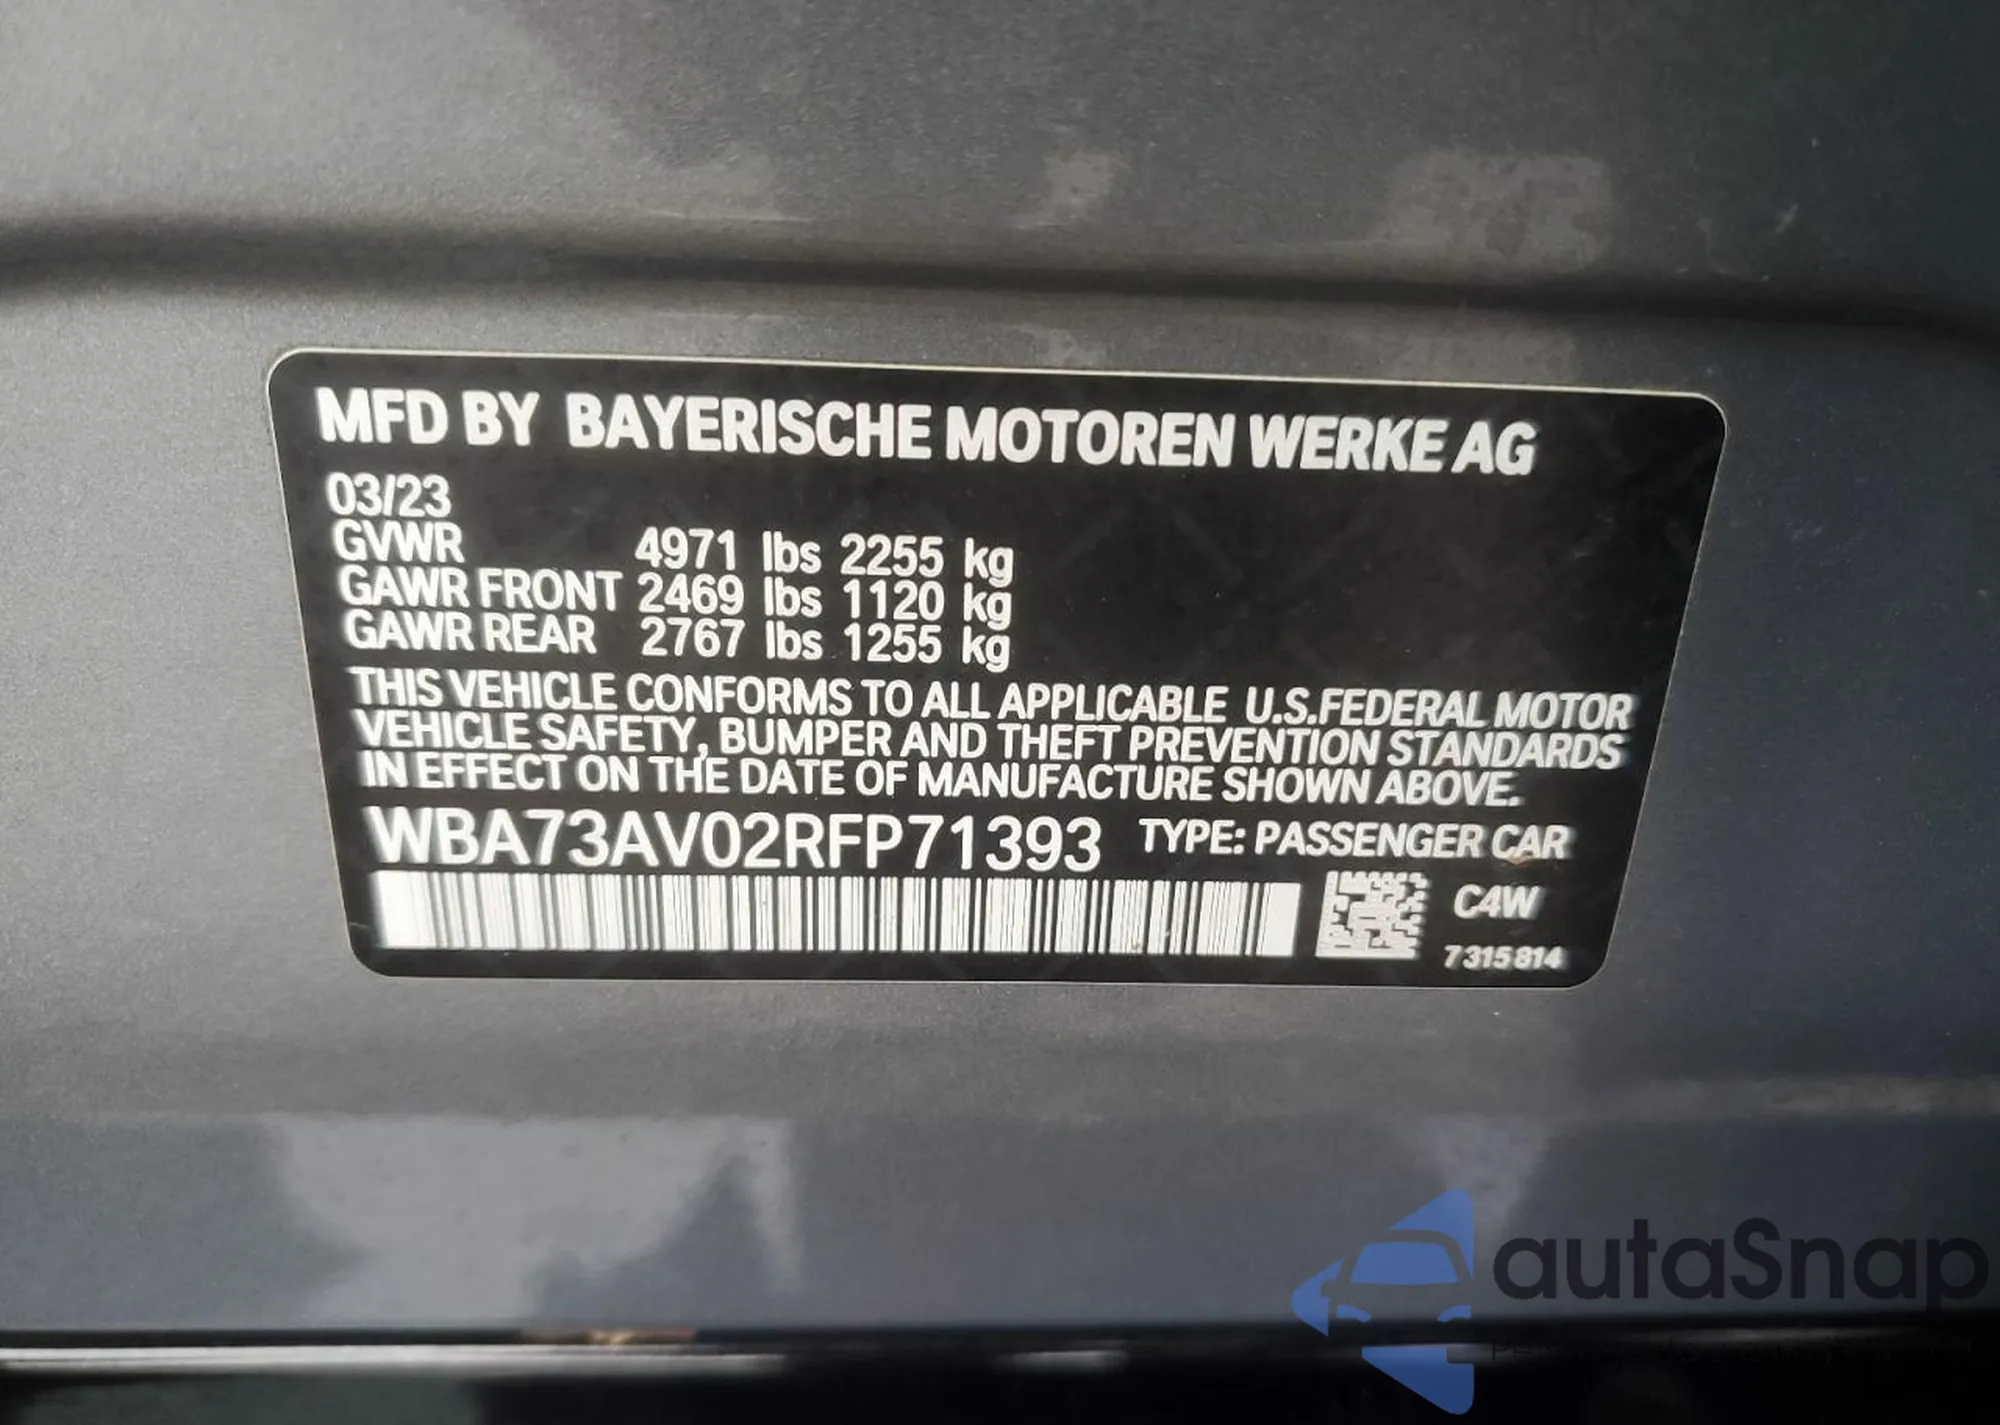 MFD BY BAYERISCHE MOTOREN WERKE AG
03/23
GVWR 4971 lbs 2255 kg
GAWR FRONT 2469 lbs 1120 kg
GAWR REAR 2767 lbs 1255 kg
THIS VEHICLE CONFORMS TO ALL APPLICABLE U.S.FEDERAL MOTOR
VEHICLE SAFETY, BUMPER AND THEFT PREVENTION STANDARDS
IN EFFECT ON THE DATE OF MANUFACTURE SHOWN ABOVE.
WBA73AV02RFP71393 TYPE: PASSENGER CAR
C4W
7315814
autaSnap